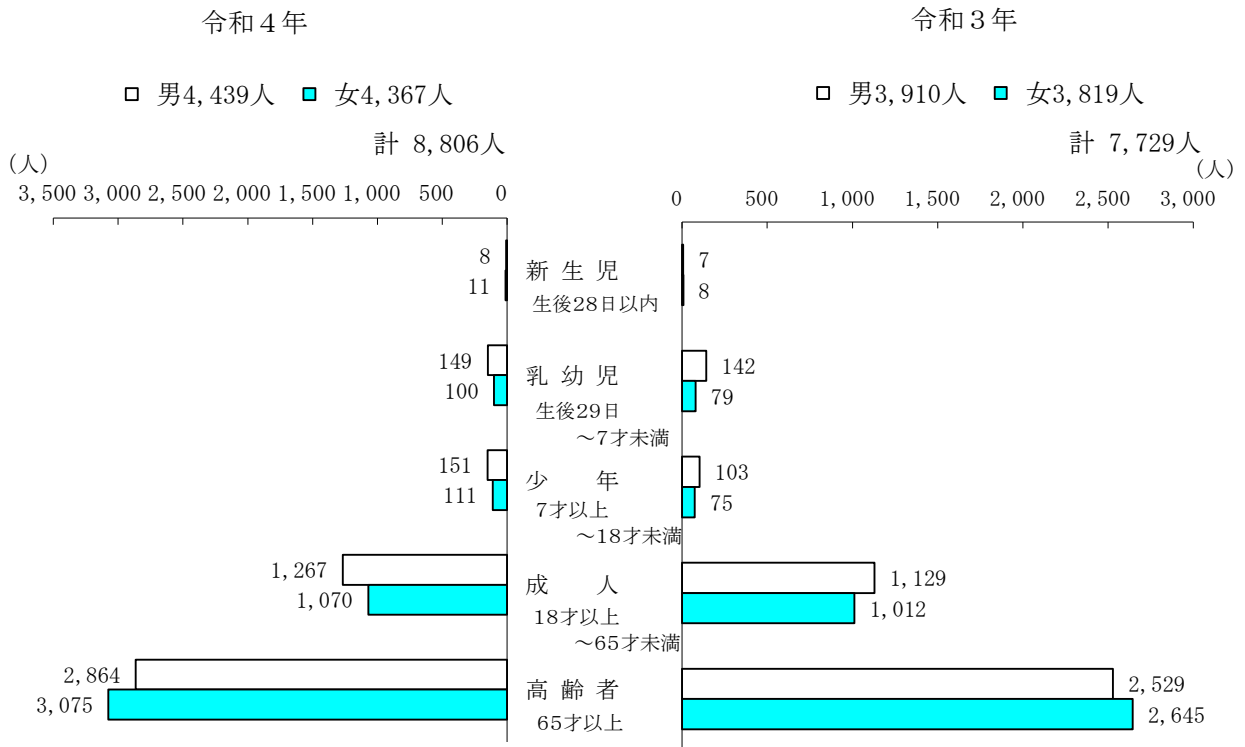 令和４年
令和３年
男4,439人 女4,367人
男3,910人 女3,819人
計 8,806人
計 7,729人
(人)
(人)
3,500 3,000 2,500 2,000 1,500 1,000 500 0
0 500 1,000 1,500 2,000 2,500 3,000
8
新生児
7
11
8
生後28日以内
149
乳幼児
142
100
79
生後29日
～7才未満
151
少年
103
111
75
7才以上
～18才未満
1,267
成人
1,129
1,070
1,012
18才以上
～65才未満
2,864
高齢者
2,529
3,075
2,645
65才以上